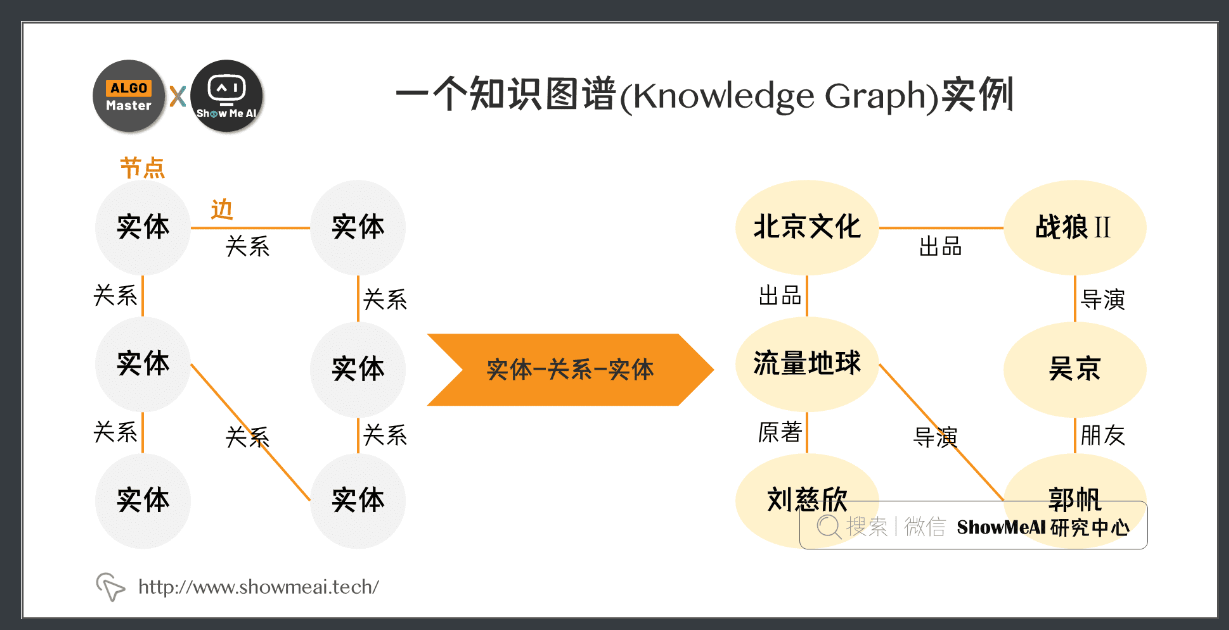 ALGO
Master
X
Show Me AI
一个知识图谱(Knowledge Graph)实例
节点
实体
边
关系
实体
关系
关系
实体
实体
关系
关系
关系
实体
实体
实体-关系-实体
北京文化
出品
战狼 II
出品
导演
流量地球
吴京
原著
导演
朋友
刘慈欣
郭帆
搜索 | 微信 ShowMeAI 研究中心
http://www.showmeai.tech/